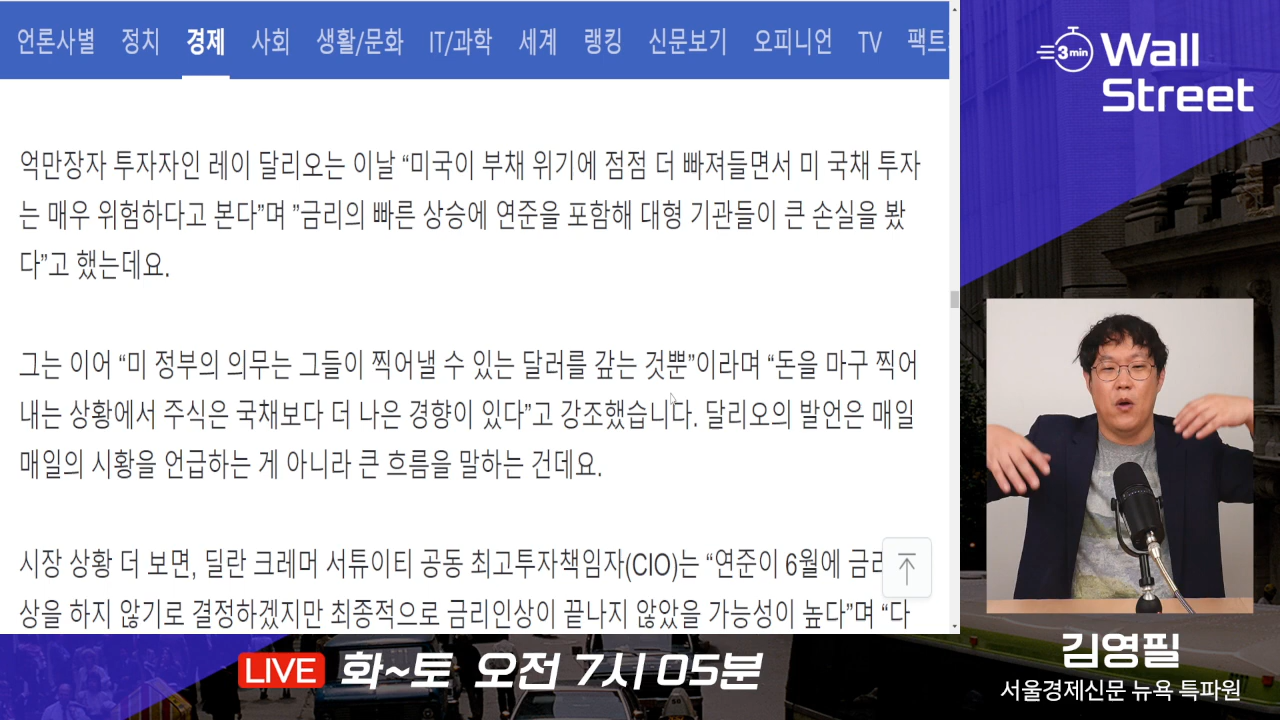 언론사별 정치 경제 사회 생활/문화 IT/과학 세계 랭킹 신문보기 오피니언 TV 팩트
억만장자 투자자인 레이 달리오는 이날 “미국이 부채 위기에 점점 더 빠져들면서 미 국채 투자
는 매우 위험하다고 본다”며 ”금리의 빠른 상승에 연준을 포함해 대형 기관들이 큰 손실을 봤
다”고 했는데요.
그는 이어 “미 정부의 의무는 그들이 찍어낼 수 있는 달러를 갚는 것뿐”이라며 “돈을 마구 찍어
내는 상황에서 주식은 국채보다 더 나은 경향이 있다”고 강조했습니다. 달리오의 발언은 매일
매일의 시황을 언급하는 게 아니라 큰 흐름을 말하는 건데요.
시장 상황 더 보면, 딜란 크레머 서튜이티 공동 최고투자책임자(CIO)는 “연준이 6월에 금리
상을 하지 않기로 결정하겠지만 최종적으로 금리인상이 끝나지 않았을 가능성이 높다”며 “다
3 min Wall
Street
김영필
서울경제신문 뉴욕 특파원
LIVE 화~토 오전 7시 05분